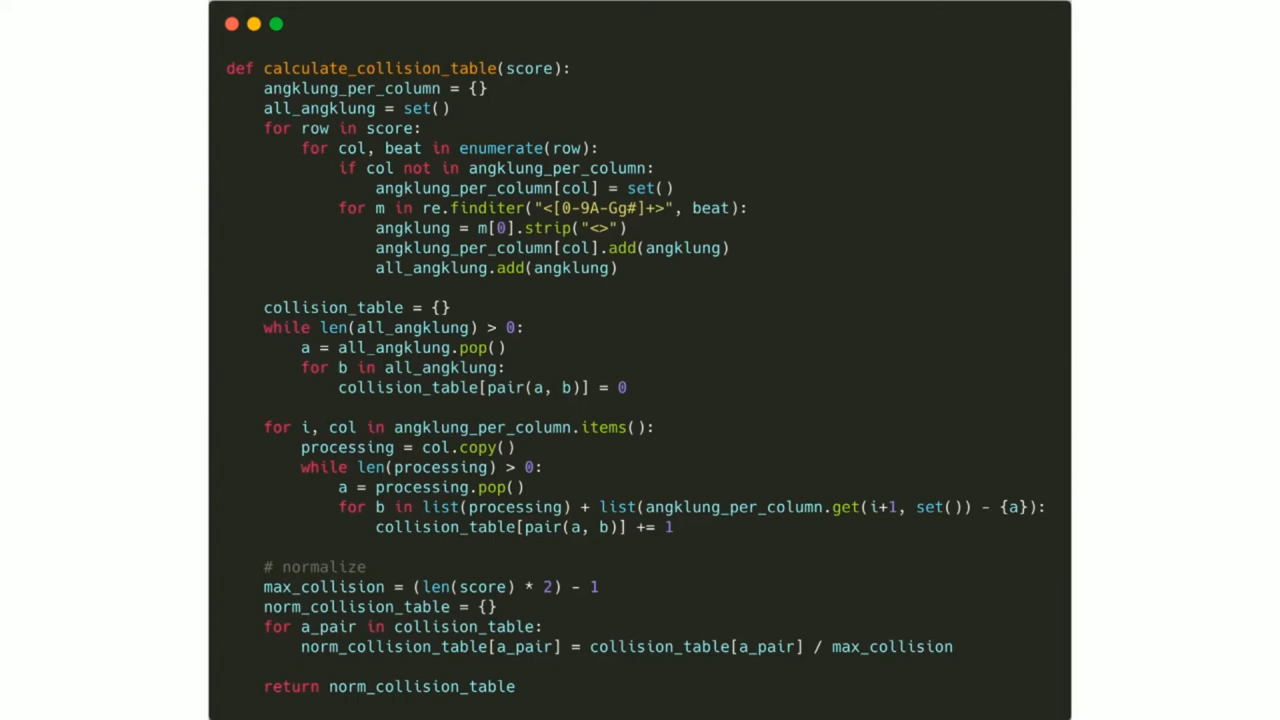 def calculate_collision_table(score):
    angklung_per_column = {}
    all_angklung = set()
    for row in score:
        for col, beat in enumerate(row):
            if col not in angklung_per_column:
                angklung_per_column[col] = set()
            for m in re.finditer("<[0-9A-Gg#]+>", beat):
                angklung = m[0].strip("<>")
                angklung_per_column[col].add(angklung)
                all_angklung.add(angklung)

    collision_table = {}
    while len(all_angklung) > 0:
        a = all_angklung.pop()
        for b in all_angklung:
            collision_table[pair(a, b)] = 0

    for i, col in angklung_per_column.items():
        processing = col.copy()
        while len(processing) > 0:
            a = processing.pop()
            for b in list(processing) + list(angklung_per_column.get(i+1, set()) - {a}):
                collision_table[pair(a, b)] += 1

    # normalize
    max_collision = (len(score) * 2) - 1
    norm_collision_table = {}
    for a_pair in collision_table:
        norm_collision_table[a_pair] = collision_table[a_pair] / max_collision

    return norm_collision_table